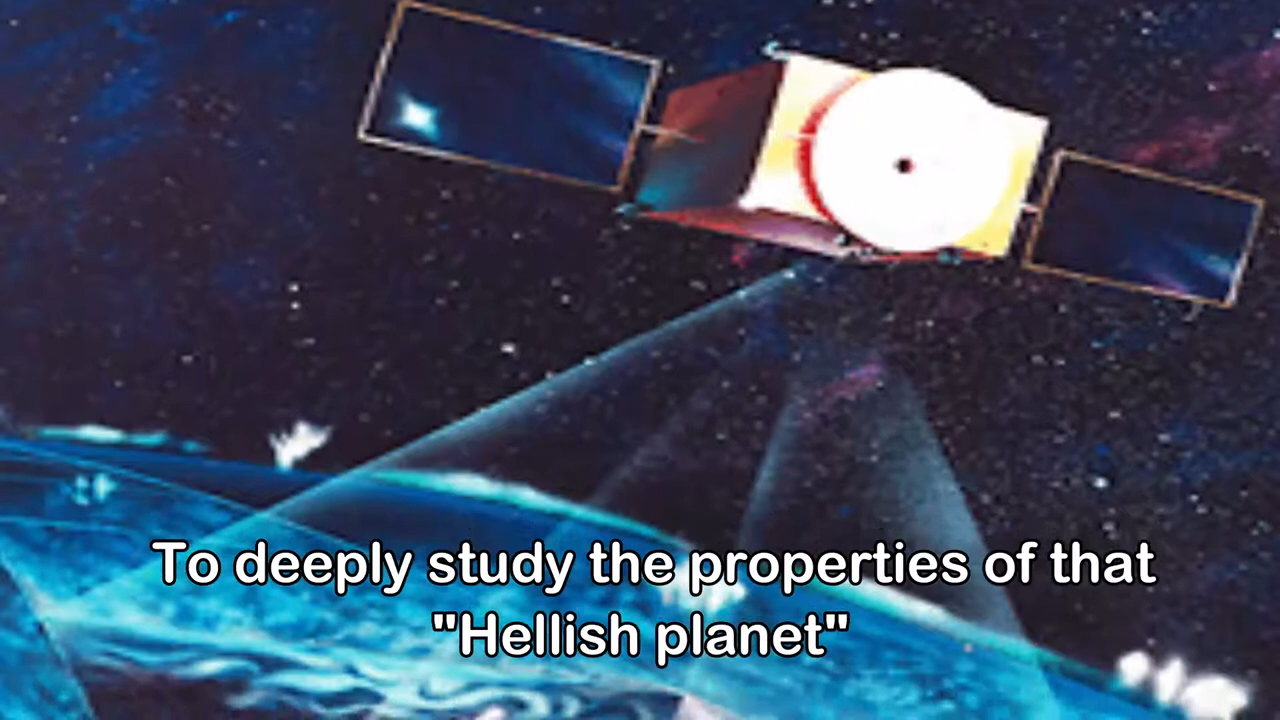 To deeply study the properties of that
"Hellish planet"